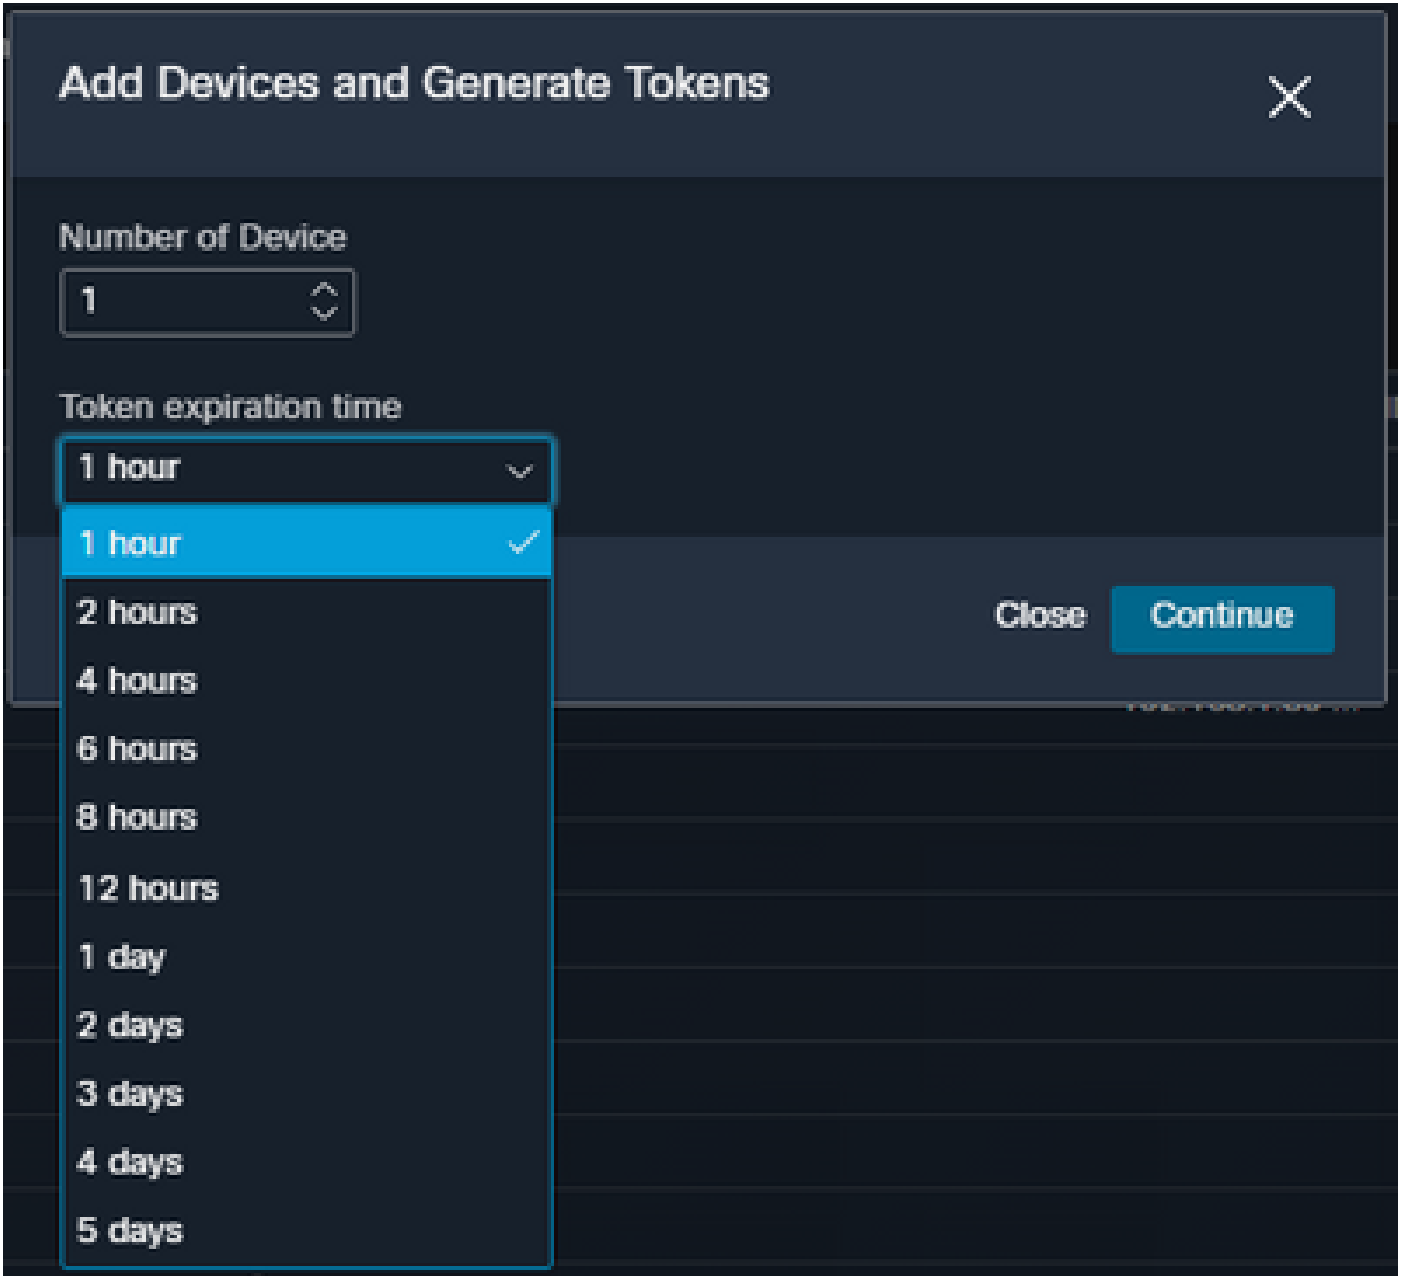 Add Devices and Generate Tokens
Number of Device
1
Token expiration time
1 hour
1 hour
2 hours
4 hours
6 hours
8 hours
12 hours
1 day
2 days
3 days
4 days
5 days
Close
Continue